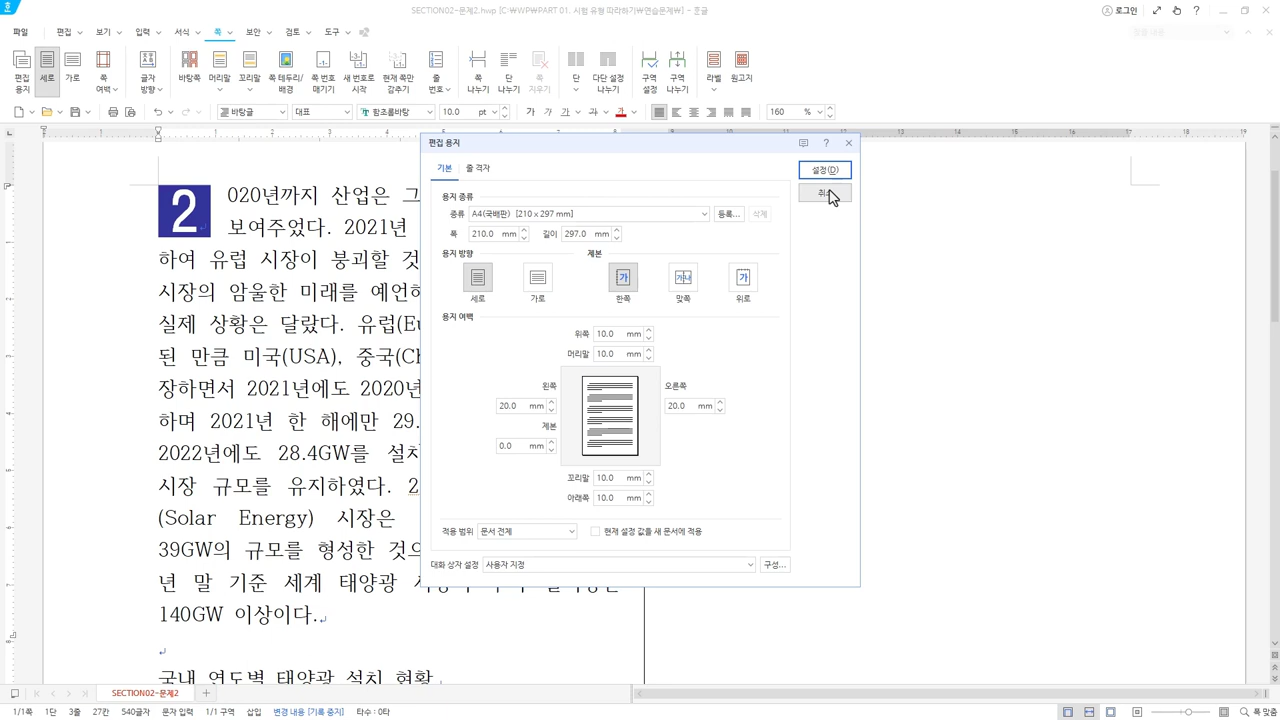 SECTION02-문제2.hwp [C:₩WP₩PART 01. 시험 유형 따라하기₩연습문제₩] - 훈글
로그인
파일 편집 보기 입력 서식 쪽 보안 검토 도구
편집 용지 세로 가로 쪽 여백 글자 방향 바탕쪽 머리말 꼬리말 쪽 테두리/배경 쪽 번호 매기기 새 번호로 시작 현재 쪽만 감추기 줄 번호 쪽 나누기 단 나누기 쪽 지우기 단 다단 설정 나누기 구역 설정 구역 나누기 라벨 원고지
바탕글 대표 함초롬바탕 10.0 pt 가 가 가 가 가 160 %
편집 용지
기본 줄 격자
설정(D)
용지 종류
종류 A4(국배판) [210 x 297 mm] 등록... 삭제
폭 210.0 mm 길이 297.0 mm
용지 방향 제본
세로 가로 한쪽 맞쪽 위로
용지 여백
위쪽 10.0 mm
머리말 10.0 mm
왼쪽 오른쪽
20.0 mm 20.0 mm
제본
0.0 mm
꼬리말 10.0 mm
아래쪽 10.0 mm
적용 범위 문서 전체 현재 설정 값을 새 문서에 적용
대화 상자 설정 사용자 지정 구성...
2 020년까지 산업은 그
보여주었다. 2021년
하여 유럽 시장이 붕괴할 것
시장의 암울한 미래를 예언하
실제 상황은 달랐다. 유럽(Eu
된 만큼 미국(USA), 중국(Ch
장하면서 2021년에도 2020년
하며 2021년 한 해에만 29.
2022년에도 28.4GW를 설치
시장 규모를 유지하였다. 2
(Solar Energy) 시장은
39GW의 규모를 형성한 것으
년 말 기준 세계 태양광
140GW 이상이다.
국내 연도별 태양광 설치 현황
SECTION02-문제2
1/1쪽 1단 3줄 27칸 540글자 문자 입력 1/1 구역 삽입 변경 내용 [기록 중지] 타수 : 0타 쪽 맞춤